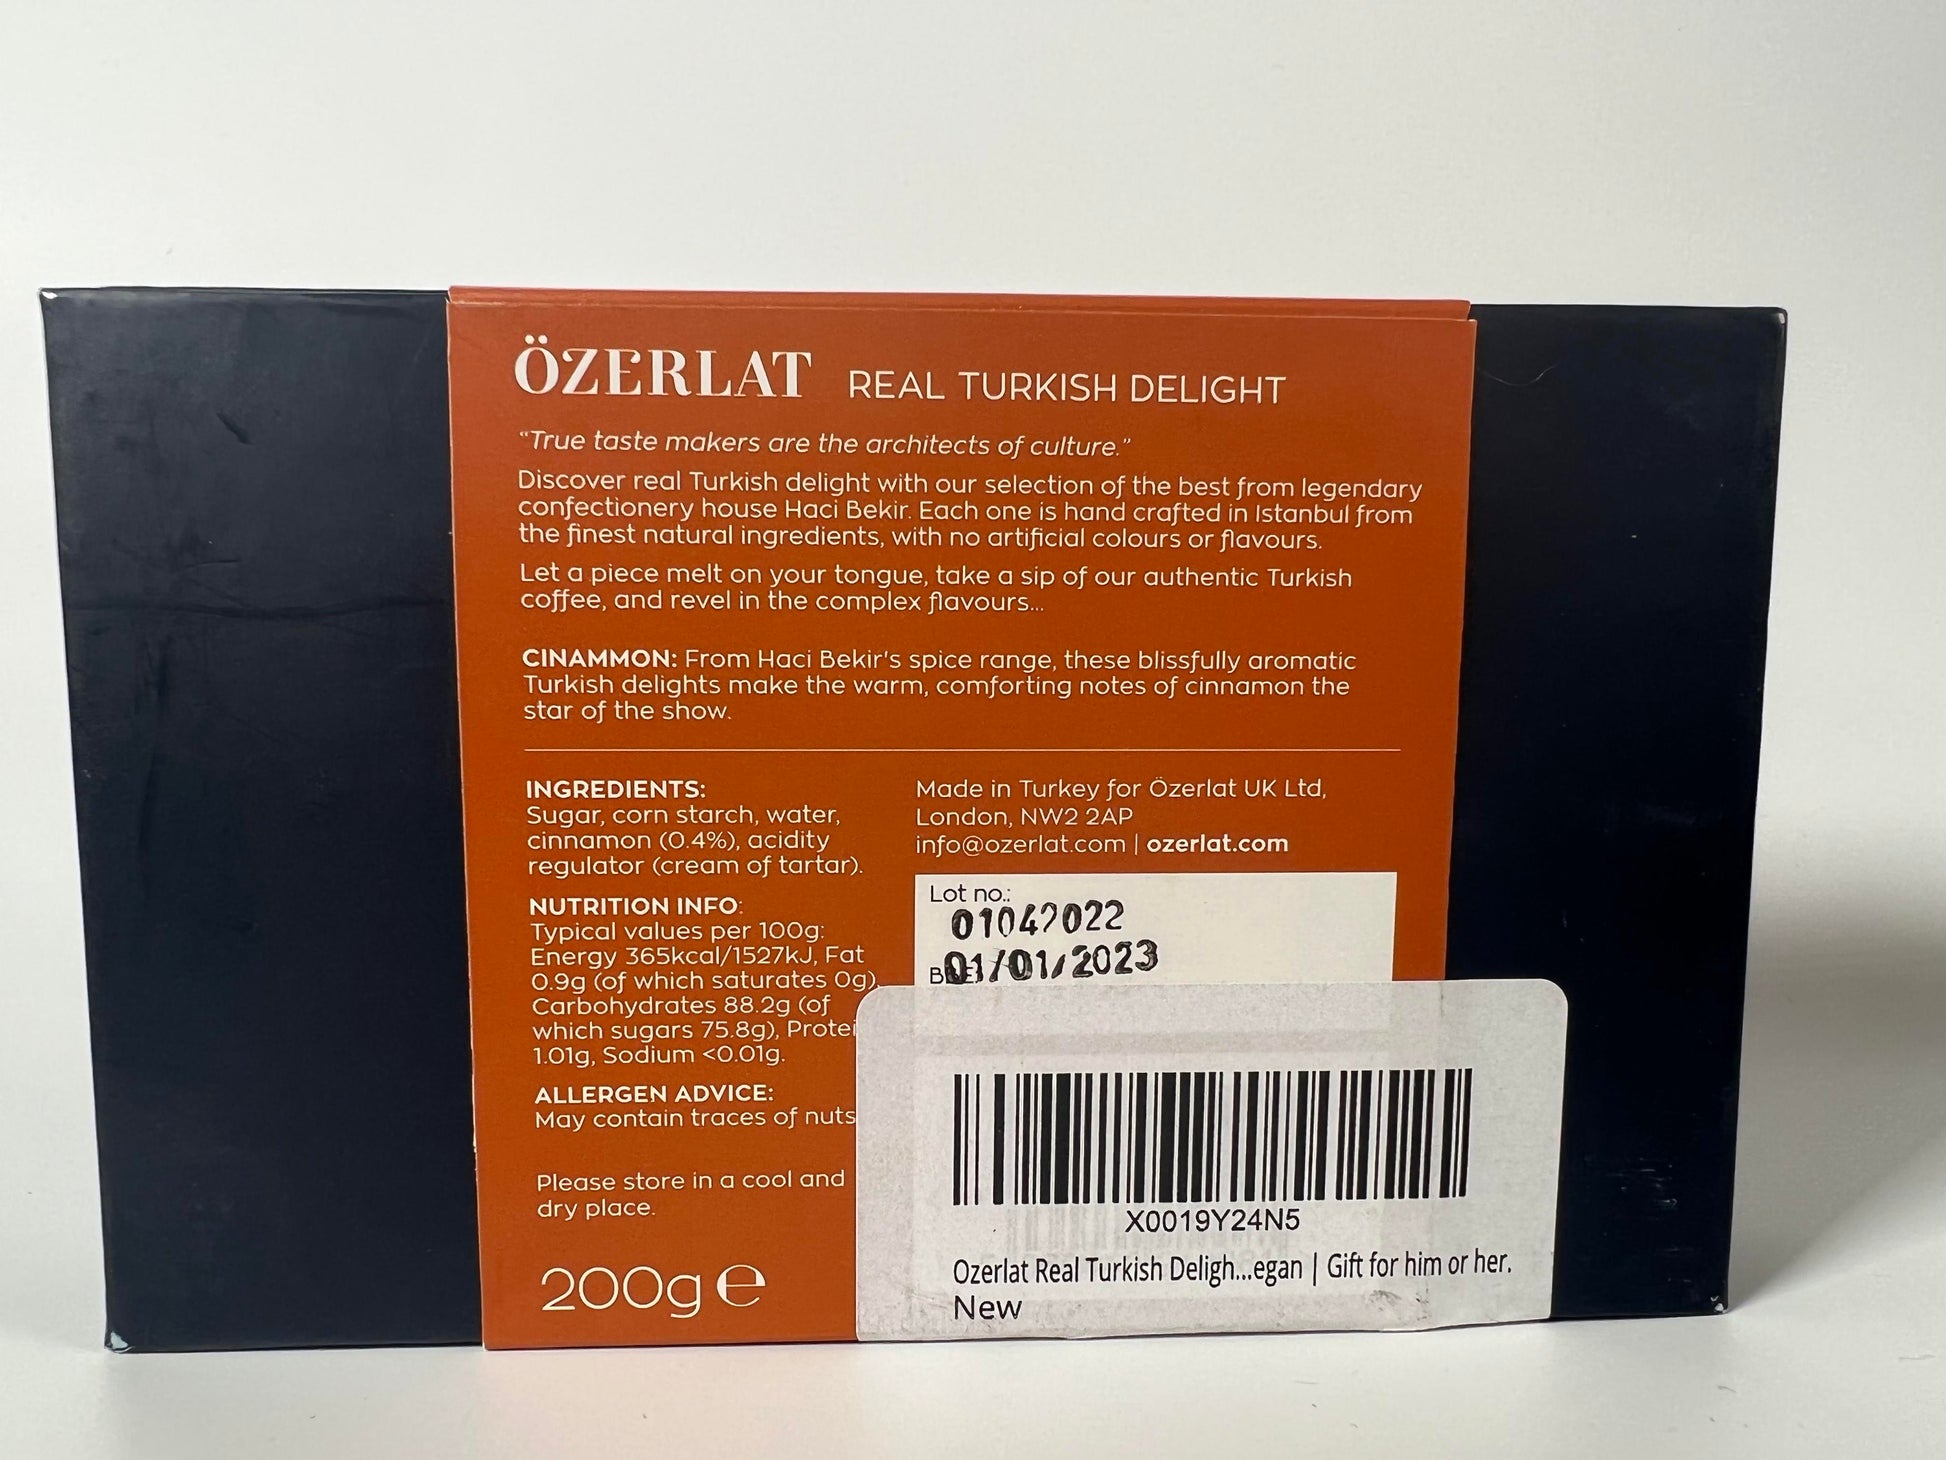 ÖZERLAT REAL TURKISH DELIGHT
“True taste makers are the architects of culture.”
Discover real Turkish delight with our selection of the best from legendary
confectionery house Haci Bekir. Each one is hand crafted in Istanbul from
the finest natural ingredients, with no artificial colours or flavours.
Let a piece melt on your tongue, take a sip of our authentic Turkish
coffee, and revel in the complex flavours...
CINAMMON: From Haci Bekir's spice range, these blissfully aromatic
Turkish delights make the warm, comforting notes of cinnamon the
star of the show.
INGREDIENTS:
Sugar, corn starch, water,
cinnamon (0.4%), acidity
regulator (cream of tartar).
NUTRITION INFO:
Typical values per 100g:
Energy 365kcal/1527kJ, Fat
0.9g (of which saturates 0g),
Carbohydrates 88.2g (of
which sugars 75.8g), Protei
1.01g, Sodium <0.01g.
ALLERGEN ADVICE:
May contain traces of nuts
Please store in a cool and
dry place.
200g e
Made in Turkey for Özerlat UK Ltd,
London, NW2 2AP
info@ozerlat.com | ozerlat.com
Lot no.:
01042022
01/01/2023
X0019Y24N5
Ozerlat Real Turkish Deligh...egan | Gift for him or her.
New